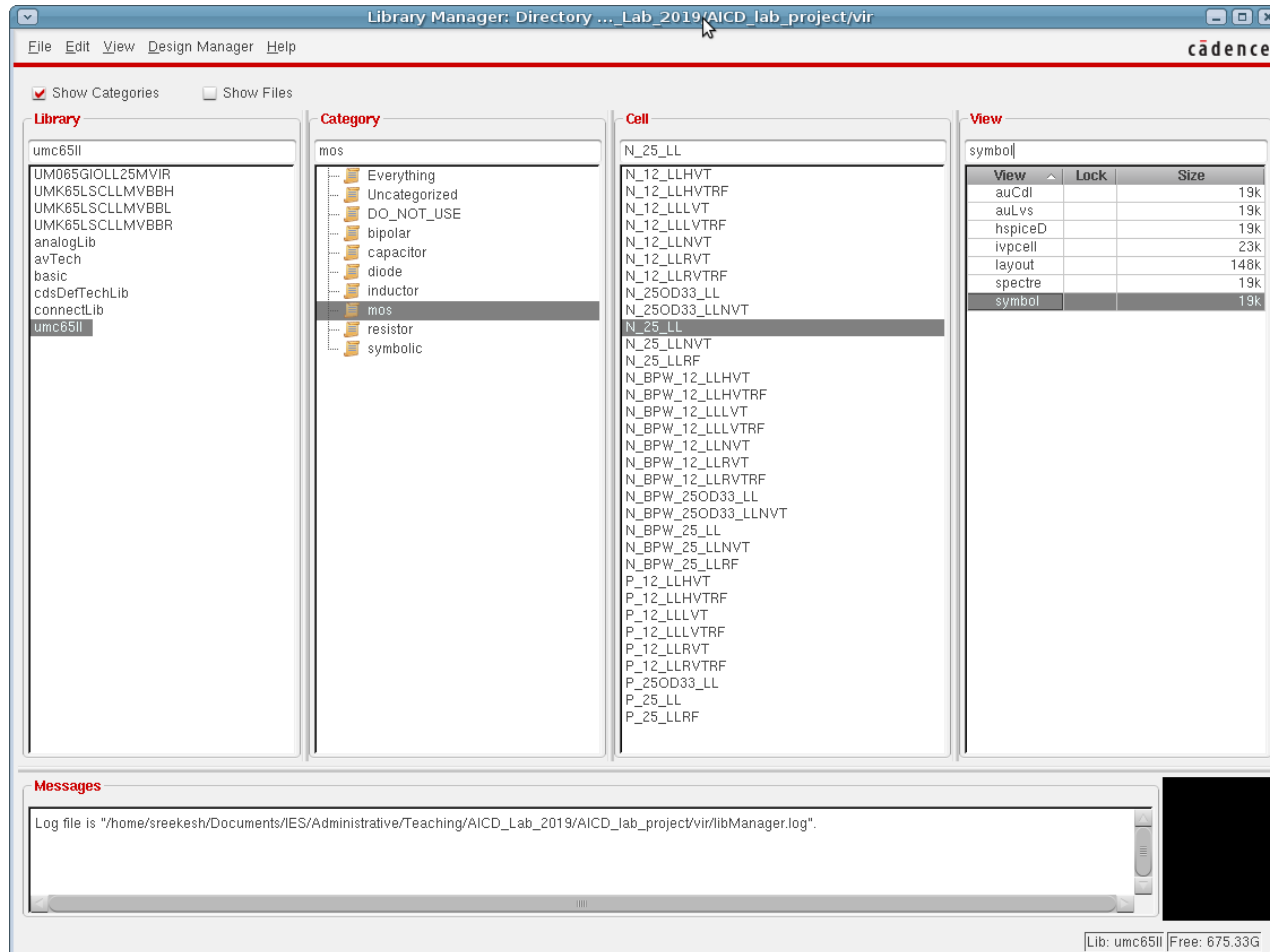 Library Manager: Directory ..._Lab_2019/AICD_lab_project/vir
File Edit View Design Manager Help
cādence
Show Categories Show Files
Library
umc65ll
UM065GIOLL25MVIR
UMK65LSCLLMVBBH
UMK65LSCLLMVBBL
UMK65LSCLLMVBBR
analogLib
avTech
basic
cdsDefTechLib
connectLib
umc65ll
Category
mos
Everything
Uncategorized
DO_NOT_USE
bipolar
capacitor
diode
inductor
mos
resistor
symbolic
Cell
N_25_LL
N_12_LLHVT
N_12_LLHVTRF
N_12_LLLVT
N_12_LLLVTRF
N_12_LLNVT
N_12_LLRVT
N_12_LLRVTRF
N_25OD33_LL
N_25OD33_LLNVT
N_25_LL
N_25_LLNVT
N_25_LLRF
N_BPW_12_LLHVT
N_BPW_12_LLHVTRF
N_BPW_12_LLLVT
N_BPW_12_LLLVTRF
N_BPW_12_LLNVT
N_BPW_12_LLRVT
N_BPW_12_LLRVTRF
N_BPW_25OD33_LL
N_BPW_25OD33_LLNVT
N_BPW_25_LL
N_BPW_25_LLNVT
N_BPW_25_LLRF
P_12_LLHVT
P_12_LLHVTRF
P_12_LLLVT
P_12_LLLVTRF
P_12_LLRVT
P_12_LLRVTRF
P_25OD33_LL
P_25_LL
P_25_LLRF
View
symbol
View Lock Size
auCdl 19k
auLvs 19k
hspiceD 19k
ivpcell 23k
layout 148k
spectre 19k
symbol 19k
Messages
Log file is "/home/sreekesh/Documents/IES/Administrative/Teaching/AICD_Lab_2019/AICD_lab_project/vir/libManager.log".
Lib: umc65ll Free: 675.33G